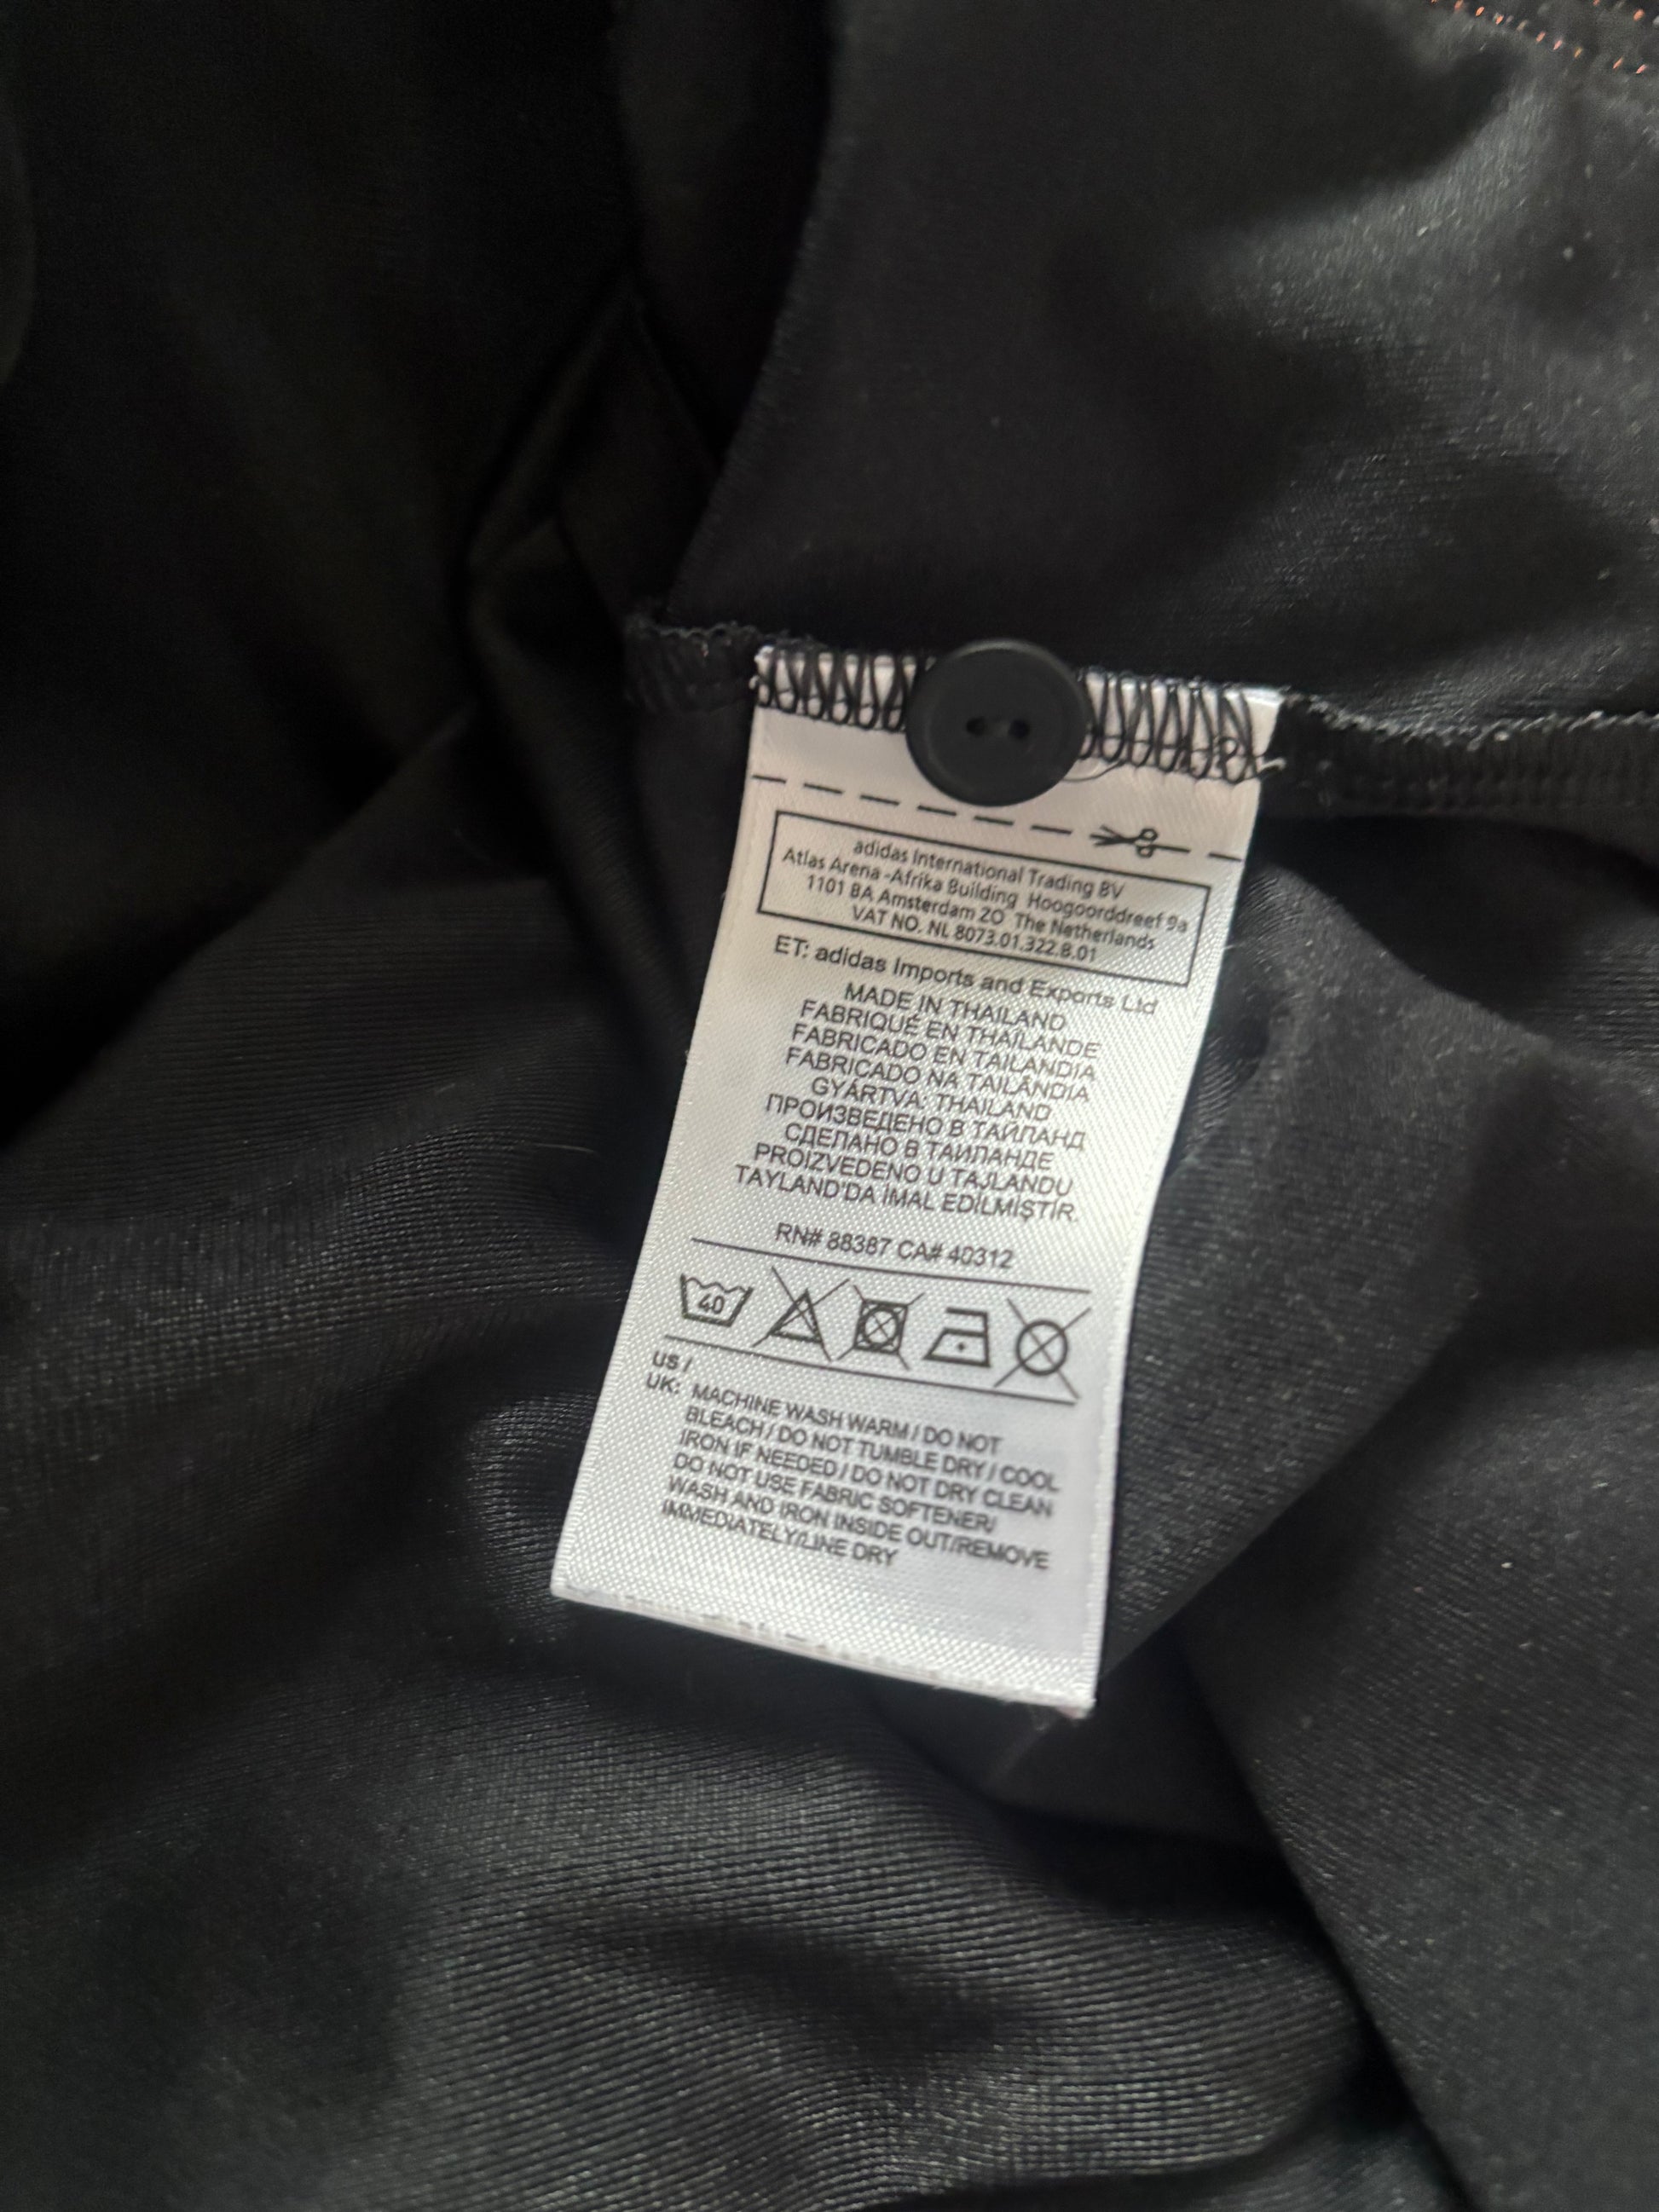 adidas International Trading BV
Atlas Arena -Afrika Building Hoogoorddreef 9a
1101 BA Amsterdam ZO The Netherlands
VAT NO. NL 8073.01.322.B.01
ET: adidas Imports and Exports Ltd
MADE IN THAILAND
FABRIQUÉ EN THAÏLANDE
FABRICADO EN TAILANDIA
FABRICADO NA TAILÂNDIA
GYÁRTVA: THAILAND
ПРОИЗВЕДЕНО В ТАЙЛАНД
СДЕЛАНО В ТАИЛАНДЕ
PROIZVEDENO U TAJLANDU
TAYLAND'DA İMAL EDİLMİŞTİR.
RN# 88387 CA# 40312
40
US /
UK: MACHINE WASH WARM / DO NOT
BLEACH / DO NOT TUMBLE DRY / COOL
IRON IF NEEDED / DO NOT DRY CLEAN
DO NOT USE FABRIC SOFTENER/
WASH AND IRON INSIDE OUT/REMOVE
IMMEDIATELY/LINE DRY